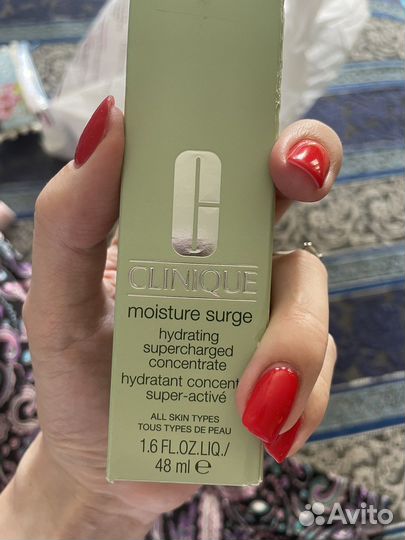 CLINIQUE
moisture surge
hydrating
supercharged
concentrate
hydratant concent
super-activé
ALL SKIN TYPES
TOUS TYPES DE PEAU
1.6 FL.OZ.LIQ./
48 ml ℮
Avito